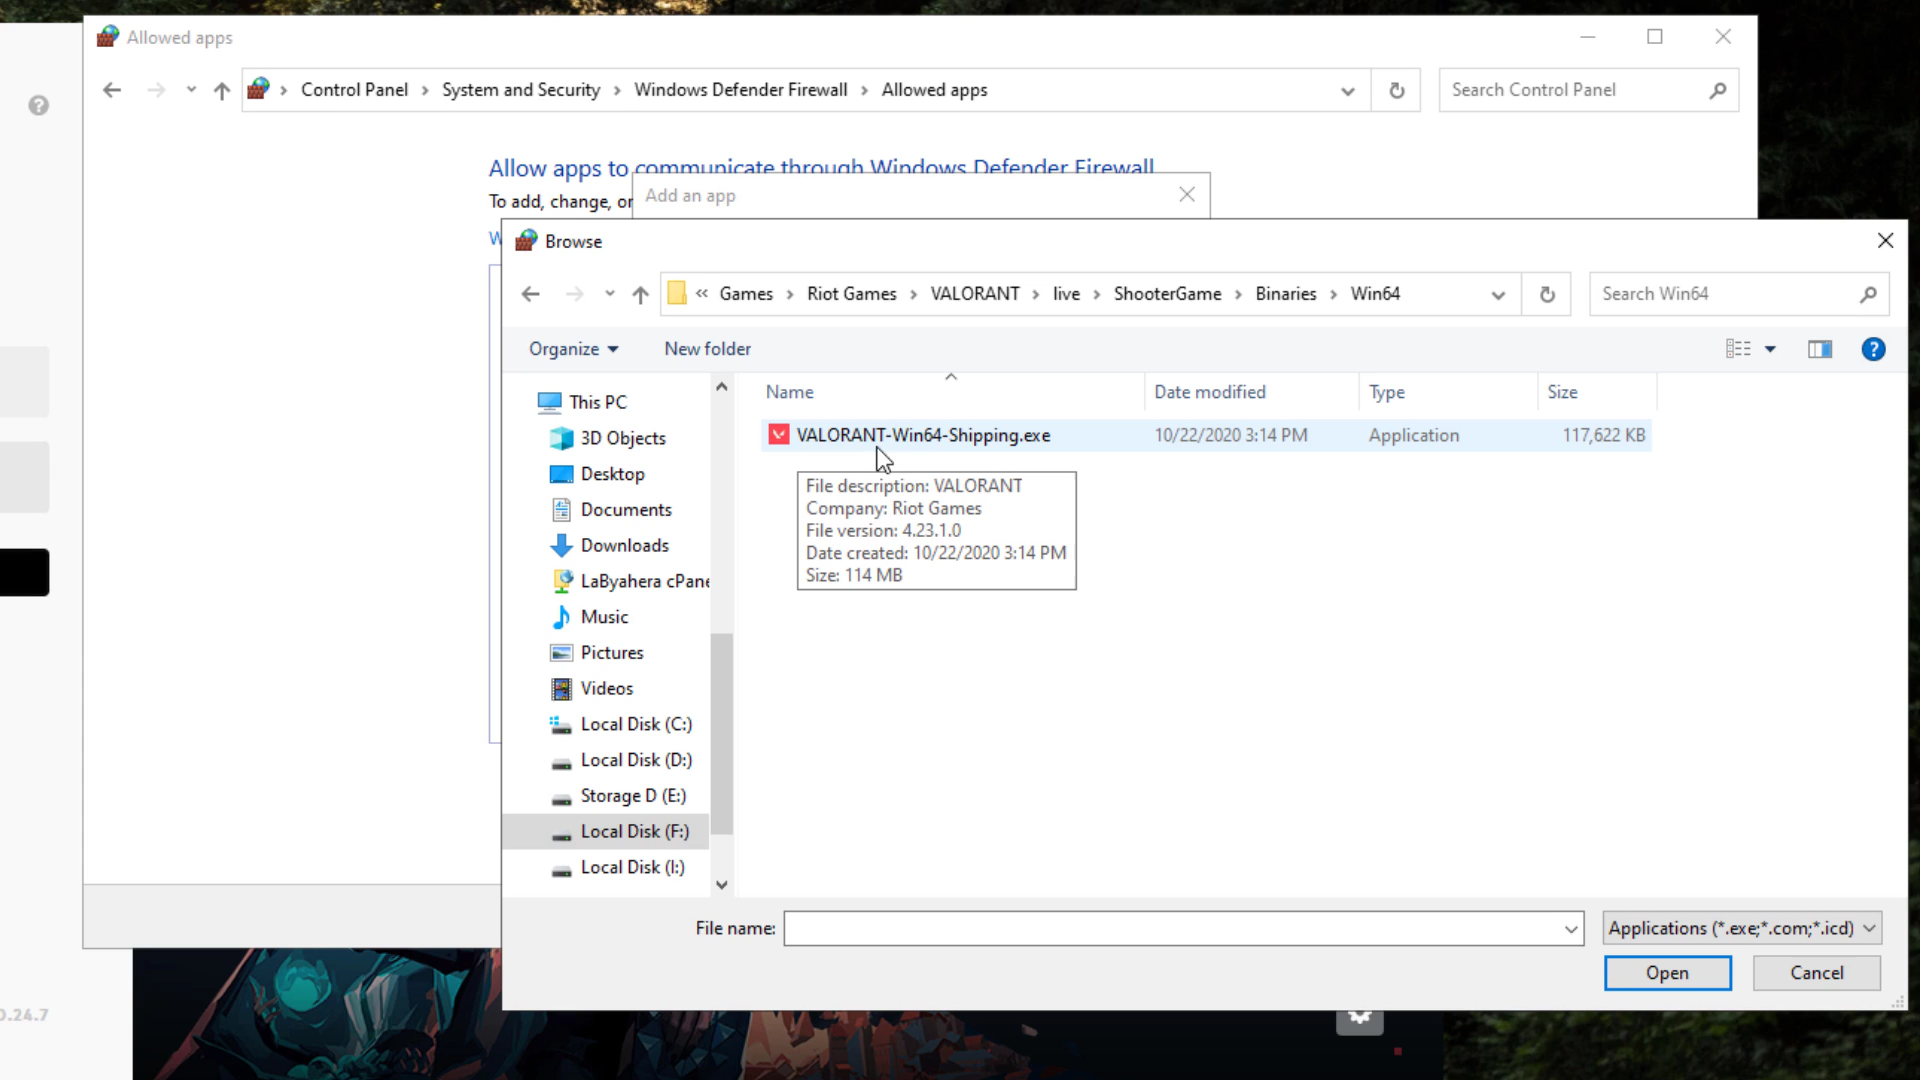 Allowed apps
Control Panel > System and Security > Windows Defender Firewall > Allowed apps
Search Control Panel
Allow apps to communicate through Windows Defender Firewall
To add, change, or
W
Add an app
Browse
« Games > Riot Games > VALORANT > live > ShooterGame > Binaries > Win64
Search Win64
Organize
New folder
Name
Date modified
Type
Size
VALORANT-Win64-Shipping.exe
10/22/2020 3:14 PM
Application
117,622 KB
File description: VALORANT
Company: Riot Games
File version: 4.23.1.0
Date created: 10/22/2020 3:14 PM
Size: 114 MB
This PC
3D Objects
Desktop
Documents
Downloads
LaByahera cPane
Music
Pictures
Videos
Local Disk (C:)
Local Disk (D:)
Storage D (E:)
Local Disk (F:)
Local Disk (I:)
File name:
Applications (*.exe;*.com;*.icd)
Open
Cancel
0.24.7